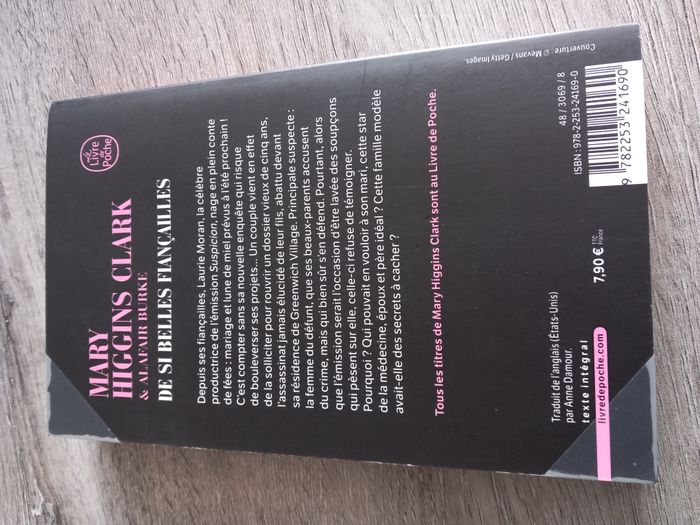 Le
Livre
de
Poche
MARY
HIGGINS CLARK
& ALAFAIR BURKE
DE SI BELLES FIANÇAILLES
Depuis ses fiançailles, Laurie Moran, la célèbre
productrice de l'émission Suspicion, nage en plein conte
de fées : mariage et lune de miel prévus à l'été prochain !
C'est compter sans sa nouvelle enquête qui risque
de bouleverser ses projets... Un couple vient en effet
de la solliciter pour rouvrir un dossier vieux de cinq ans,
l'assassinat jamais élucidé de leur fils, abattu devant
sa résidence de Greenwich Village. Principale suspecte :
la femme du défunt, que ses beaux-parents accusent
du crime, mais qui bien sûr s'en défend. Pourtant, alors
que l'émission serait l'occasion d'être lavée des soupçons
qui pèsent sur elle, celle-ci refuse de témoigner.
Pourquoi ? Qui pouvait en vouloir à son mari, cette star
de la médecine, époux et père idéal ? Cette famille modèle
avait-elle des secrets à cacher ?
Tous les titres de Mary Higgins Clark sont au Livre de Poche.
Traduit de l'anglais (États-Unis)
par Anne Damour.
texte intégral
livredepoche.com
7,90 € TTC
France
Couverture : © Mevans / Getty Images.
48 / 3069 / 8
ISBN : 978-2-253-24169-0
9 782253 241690